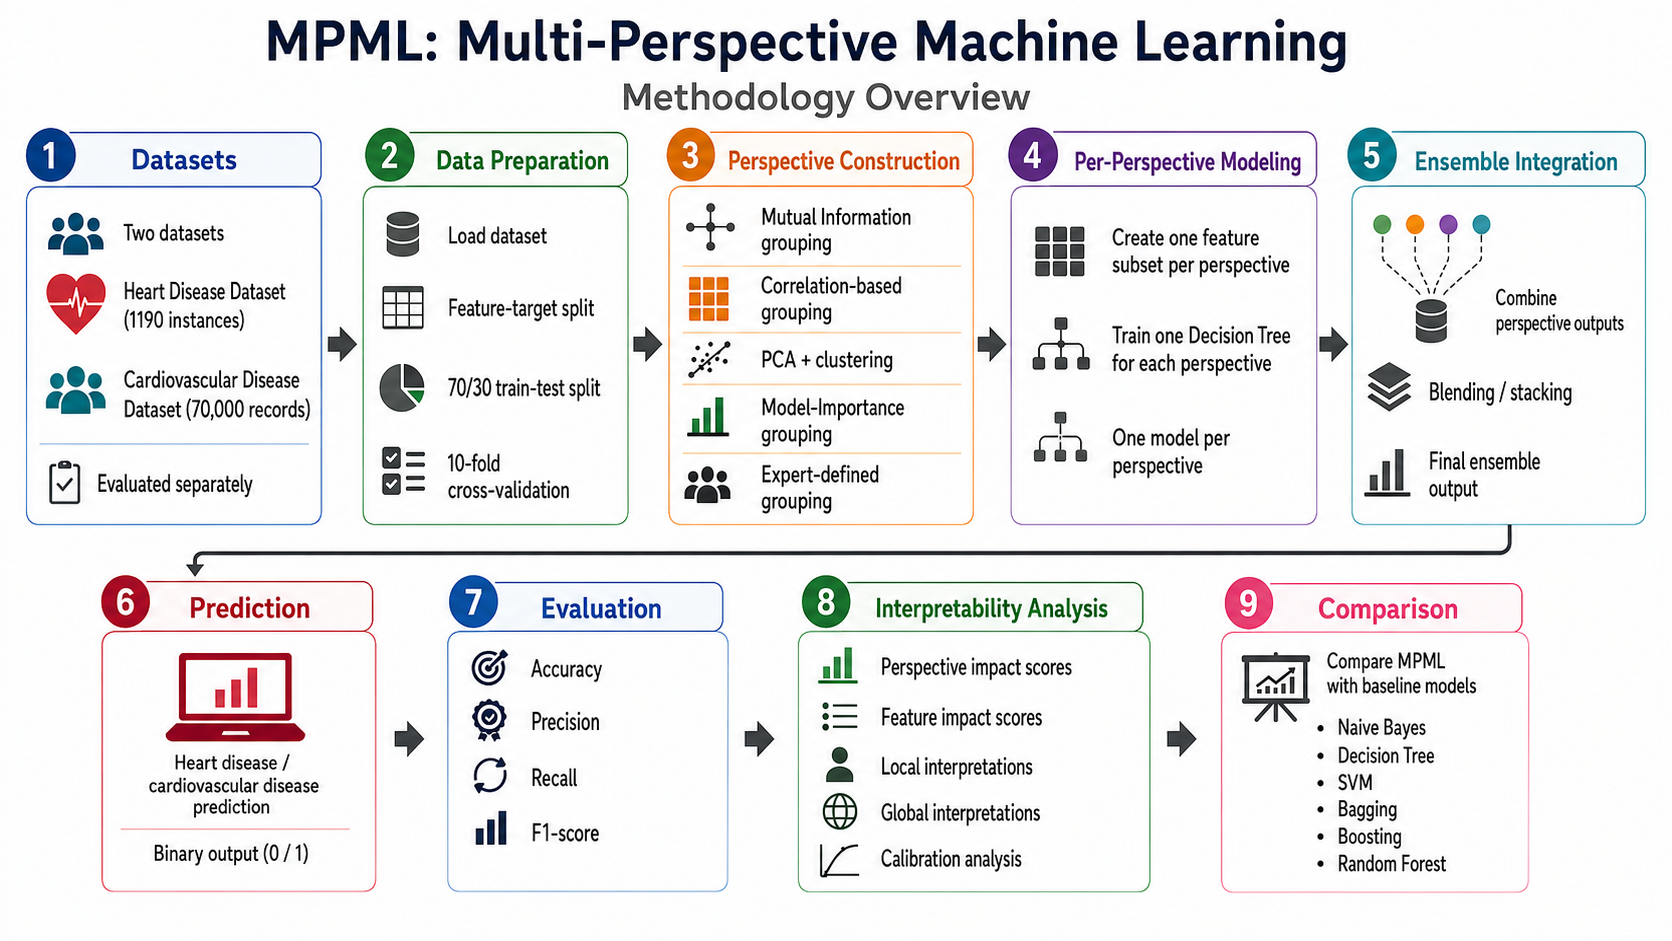 MPML: Multi-Perspective Machine Learning
Methodology Overview
1
Datasets
Two datasets
Heart Disease Dataset
(1190 instances)
Cardiovascular Disease
Dataset (70,000 records)
Evaluated separately
2
Data Preparation
Load dataset
Feature-target split
70/30 train-test split
10-fold
cross-validation
3
Perspective Construction
Mutual Information
grouping
Correlation-based
grouping
PCA + clustering
Model-Importance
grouping
Expert-defined
grouping
4
Per-Perspective Modeling
Create one feature
subset per perspective
Train one Decision Tree
for each perspective
One model per
perspective
5
Ensemble Integration
Combine
perspective outputs
Blending / stacking
Final ensemble
output
6
Prediction
Heart disease /
cardiovascular disease
prediction
Binary output (0 / 1)
7
Evaluation
Accuracy
Precision
Recall
F1-score
8
Interpretability Analysis
Perspective impact scores
Feature impact scores
Local interpretations
Global interpretations
Calibration analysis
9
Comparison
Compare MPML
with baseline models
• Naive Bayes
• Decision Tree
• SVM
• Bagging
• Boosting
• Random Forest